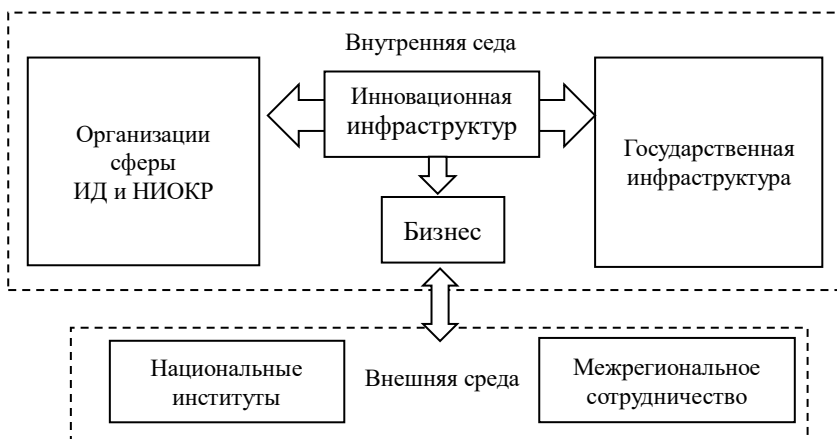 Внутренняя седа
Организации
сферы
ИД и НИОКР
Инновационная
инфраструктур
Государственная
инфраструктура
Бизнес
Национальные
институты
Внешняя среда
Межрегиональное
сотрудничество